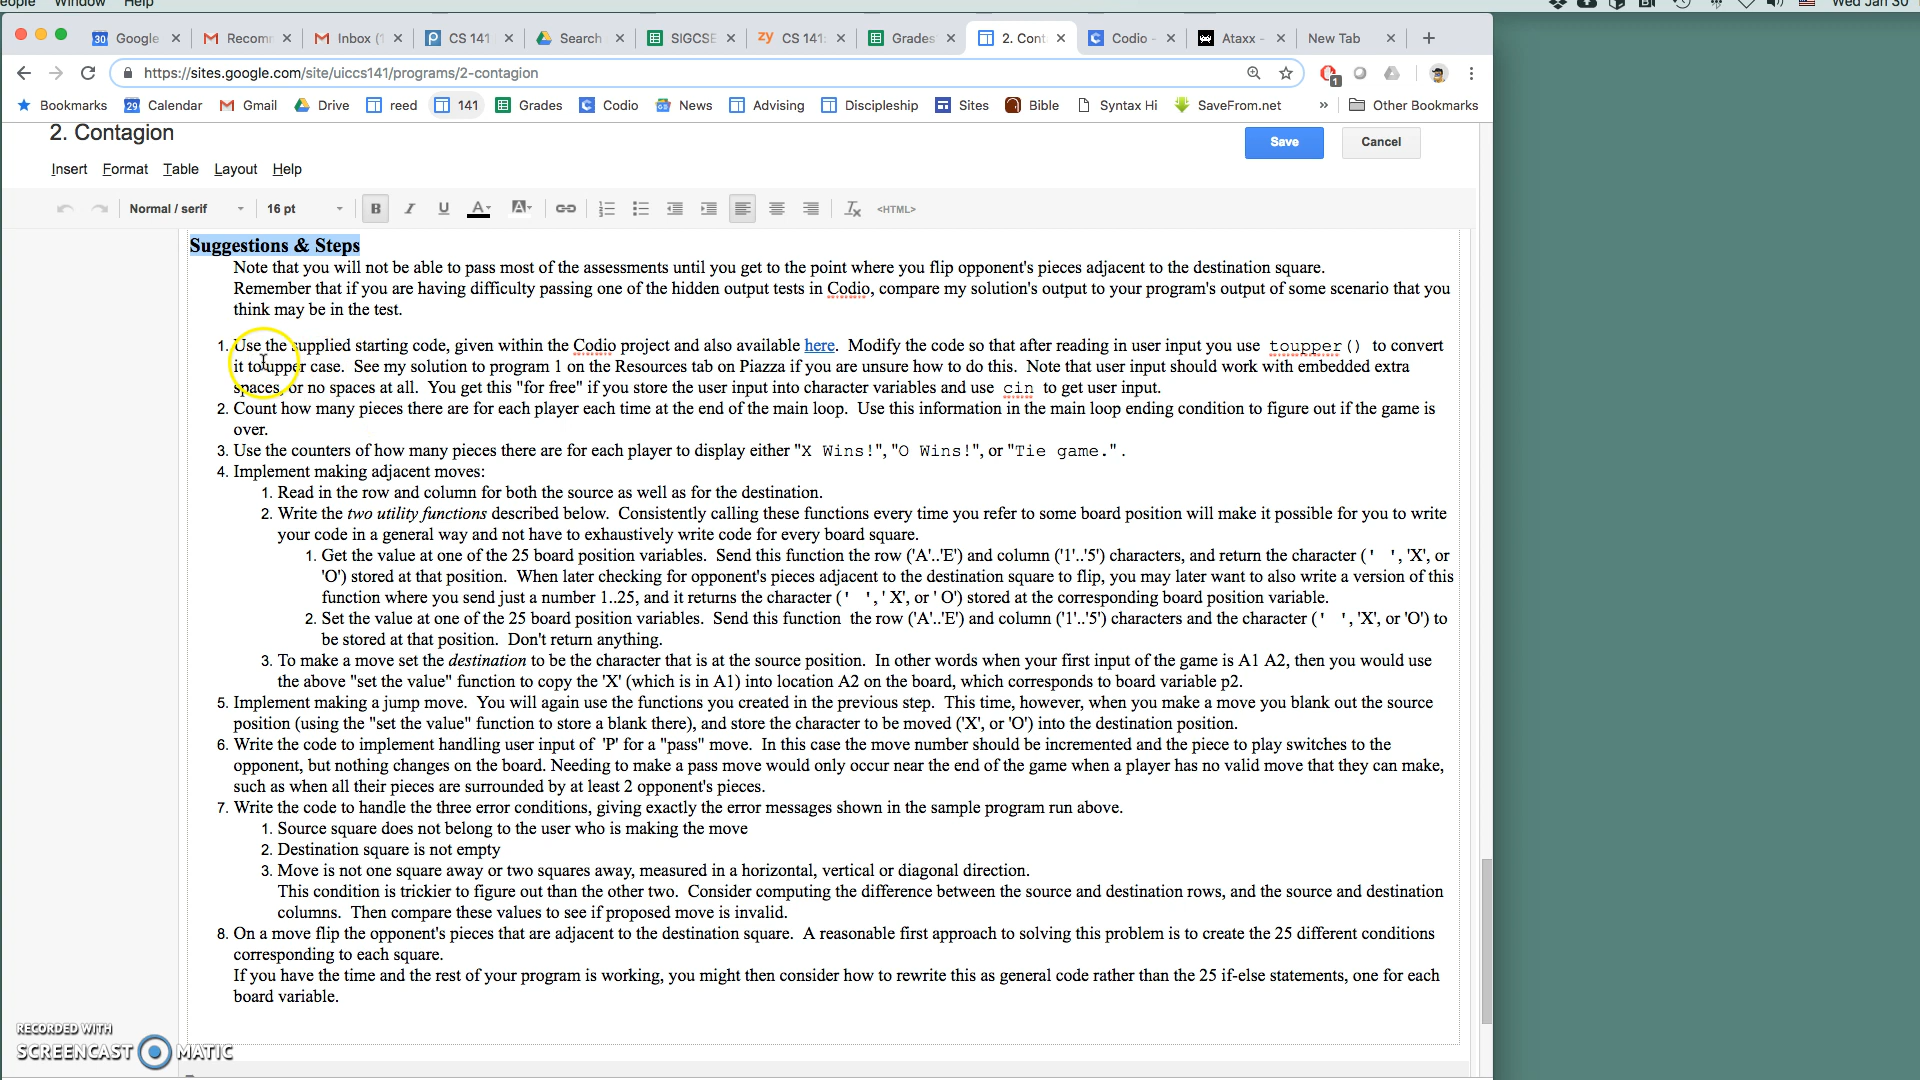 eople Window Help Wed Jan 30
30 Google
Recom
Inbox (1
CS 141
Search
SIGCSE
zy CS 141:
Grades
2. Cont
Codio -
Ataxx -
New Tab
https://sites.google.com/site/uiccs141/programs/2-contagion
1
Bookmarks 29 Calendar Gmail Drive reed 141 Grades Codio News Advising Discipleship Sites Bible Syntax Hi SaveFrom.net » Other Bookmarks
2. Contagion
Save Cancel
Insert Format Table Layout Help
Normal / serif 16 pt B I U A A <HTML>
Suggestions & Steps
Note that you will not be able to pass most of the assessments until you get to the point where you flip opponent's pieces adjacent to the destination square.
Remember that if you are having difficulty passing one of the hidden output tests in Codio, compare my solution's output to your program's output of some scenario that you
think may be in the test.
1. Use the supplied starting code, given within the Codio project and also available here. Modify the code so that after reading in user input you use toupper() to convert
it to upper case. See my solution to program 1 on the Resources tab on Piazza if you are unsure how to do this. Note that user input should work with embedded extra
spaces, or no spaces at all. You get this "for free" if you store the user input into character variables and use cin to get user input.
2. Count how many pieces there are for each player each time at the end of the main loop. Use this information in the main loop ending condition to figure out if the game is
over.
3. Use the counters of how many pieces there are for each player to display either "X Wins!", "O Wins!", or "Tie game.".
4. Implement making adjacent moves:
1. Read in the row and column for both the source as well as for the destination.
2. Write the two utility functions described below. Consistently calling these functions every time you refer to some board position will make it possible for you to write
your code in a general way and not have to exhaustively write code for every board square.
1. Get the value at one of the 25 board position variables. Send this function the row ('A'..'E') and column ('1'..'5') characters, and return the character (' ', 'X', or
'O') stored at that position. When later checking for opponent's pieces adjacent to the destination square to flip, you may later want to also write a version of this
function where you send just a number 1..25, and it returns the character (' ', ' X', or ' O') stored at the corresponding board position variable.
2. Set the value at one of the 25 board position variables. Send this function the row ('A'..'E') and column ('1'..'5') characters and the character (' ', 'X', or 'O') to
be stored at that position. Don't return anything.
3. To make a move set the destination to be the character that is at the source position. In other words when your first input of the game is A1 A2, then you would use
the above "set the value" function to copy the 'X' (which is in A1) into location A2 on the board, which corresponds to board variable p2.
5. Implement making a jump move. You will again use the functions you created in the previous step. This time, however, when you make a move you blank out the source
position (using the "set the value" function to store a blank there), and store the character to be moved ('X', or 'O') into the destination position.
6. Write the code to implement handling user input of 'P' for a "pass" move. In this case the move number should be incremented and the piece to play switches to the
opponent, but nothing changes on the board. Needing to make a pass move would only occur near the end of the game when a player has no valid move that they can make,
such as when all their pieces are surrounded by at least 2 opponent's pieces.
7. Write the code to handle the three error conditions, giving exactly the error messages shown in the sample program run above.
1. Source square does not belong to the user who is making the move
2. Destination square is not empty
3. Move is not one square away or two squares away, measured in a horizontal, vertical or diagonal direction.
This condition is trickier to figure out than the other two. Consider computing the difference between the source and destination rows, and the source and destination
columns. Then compare these values to see if proposed move is invalid.
8. On a move flip the opponent's pieces that are adjacent to the destination square. A reasonable first approach to solving this problem is to create the 25 different conditions
corresponding to each square.
If you have the time and the rest of your program is working, you might then consider how to rewrite this as general code rather than the 25 if-else statements, one for each
board variable.
RECORDED WITH
SCREENCAST MATIC